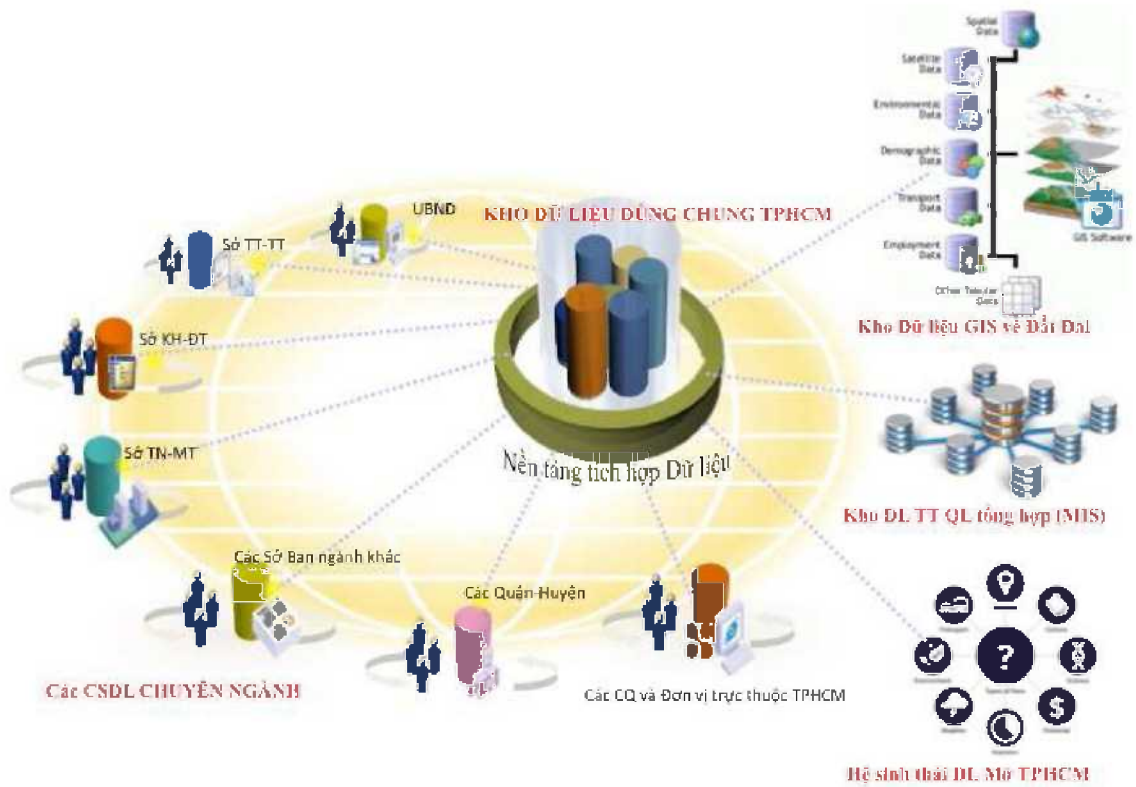 UBND
KHO DỮ LIỆU DÙNG CHUNG TPHCM
Sở TT-TT
Sở KH-ĐT
Sở TN-MT
Nền tảng tích hợp Dữ liệu
Các Sở Ban ngành khác
Các Quận-Huyện
Các CQ và Đơn vị trực thuộc TPHCM
Các CSDL CHUYÊN NGÀNH
Spatial
Data
Satellite
Data
Environmental
Data
Demographic
Data
Transport
Data
Employment
Data
GIS Software
Data
Kho Dữ liệu GIS về Đất Đai
Kho DL TT QL tổng hợp (MIS)
?
$
Hệ sinh thái DL Mở TPHCM